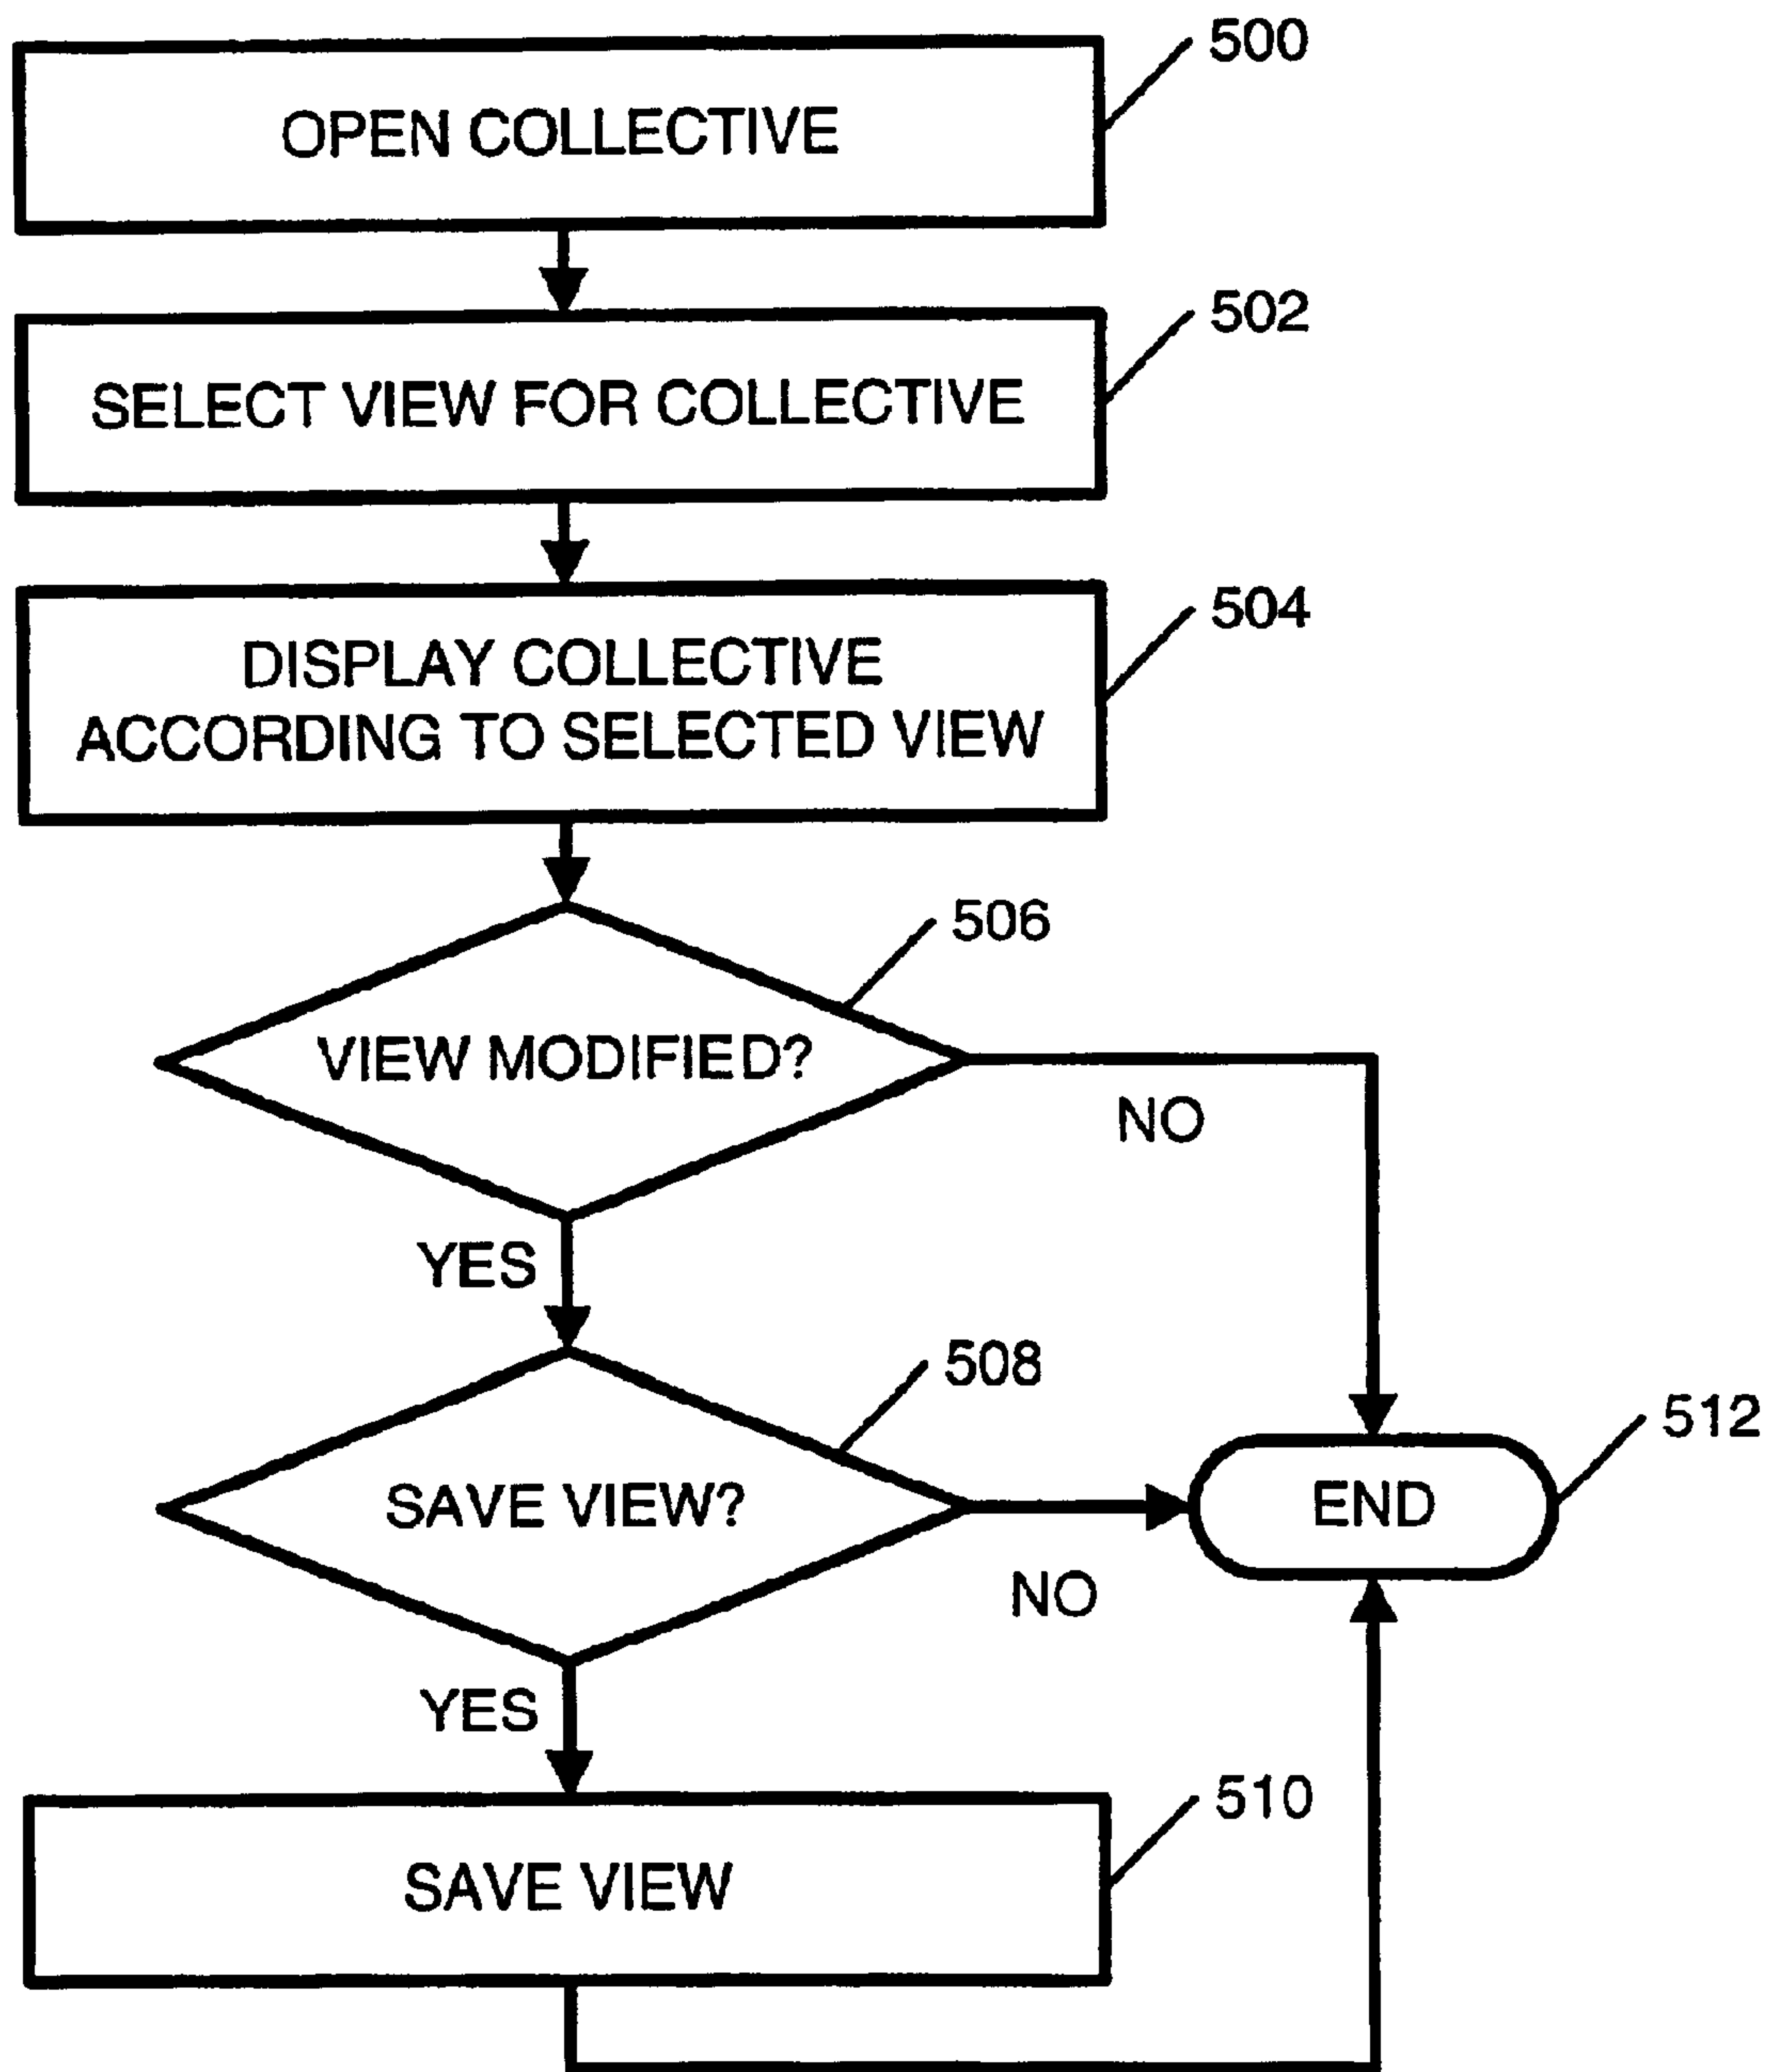 500
OPEN COLLECTIVE
502
SELECT VIEW FOR COLLECTIVE
504
DISPLAY COLLECTIVE
ACCORDING TO SELECTED VIEW
506
VIEW MODIFIED?
NO
YES
508
SAVE VIEW?
512
END
NO
YES
510
SAVE VIEW